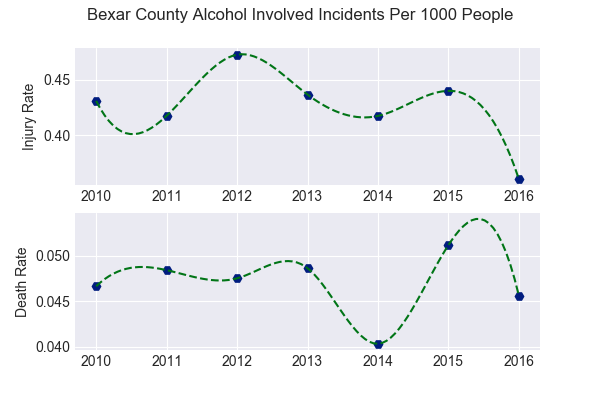 Bexar County Alcohol Involved Incidents Per 1000 People
Injury Rate
0.45
0.40
2010 2011 2012 2013 2014 2015 2016
Death Rate
0.050
0.045
0.040
2010 2011 2012 2013 2014 2015 2016